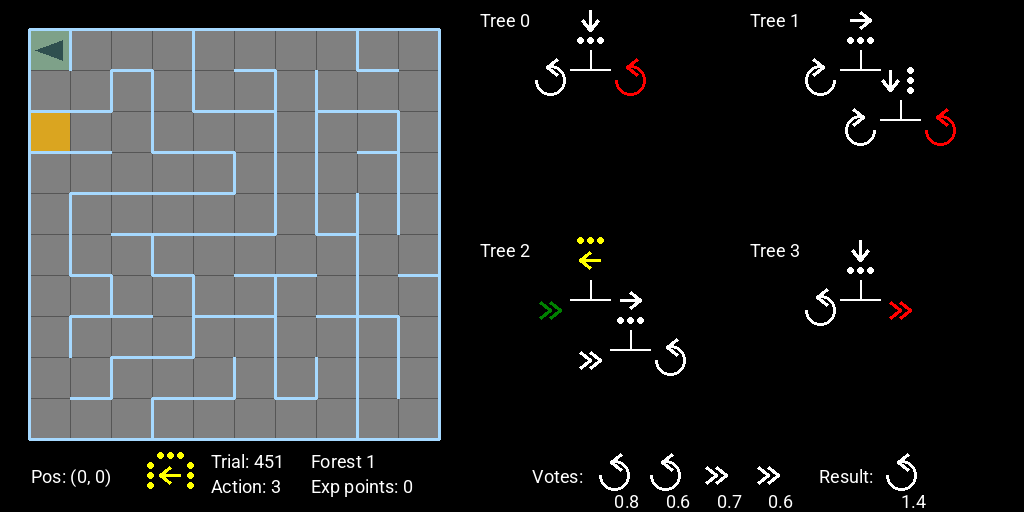 Tree 0
Tree 1
Tree 2
Tree 3
Pos: (0, 0)
Trial: 451
Action: 3
Forest 1
Exp points: 0
Votes:
0.8 0.6 0.7 0.6
Result:
1.4